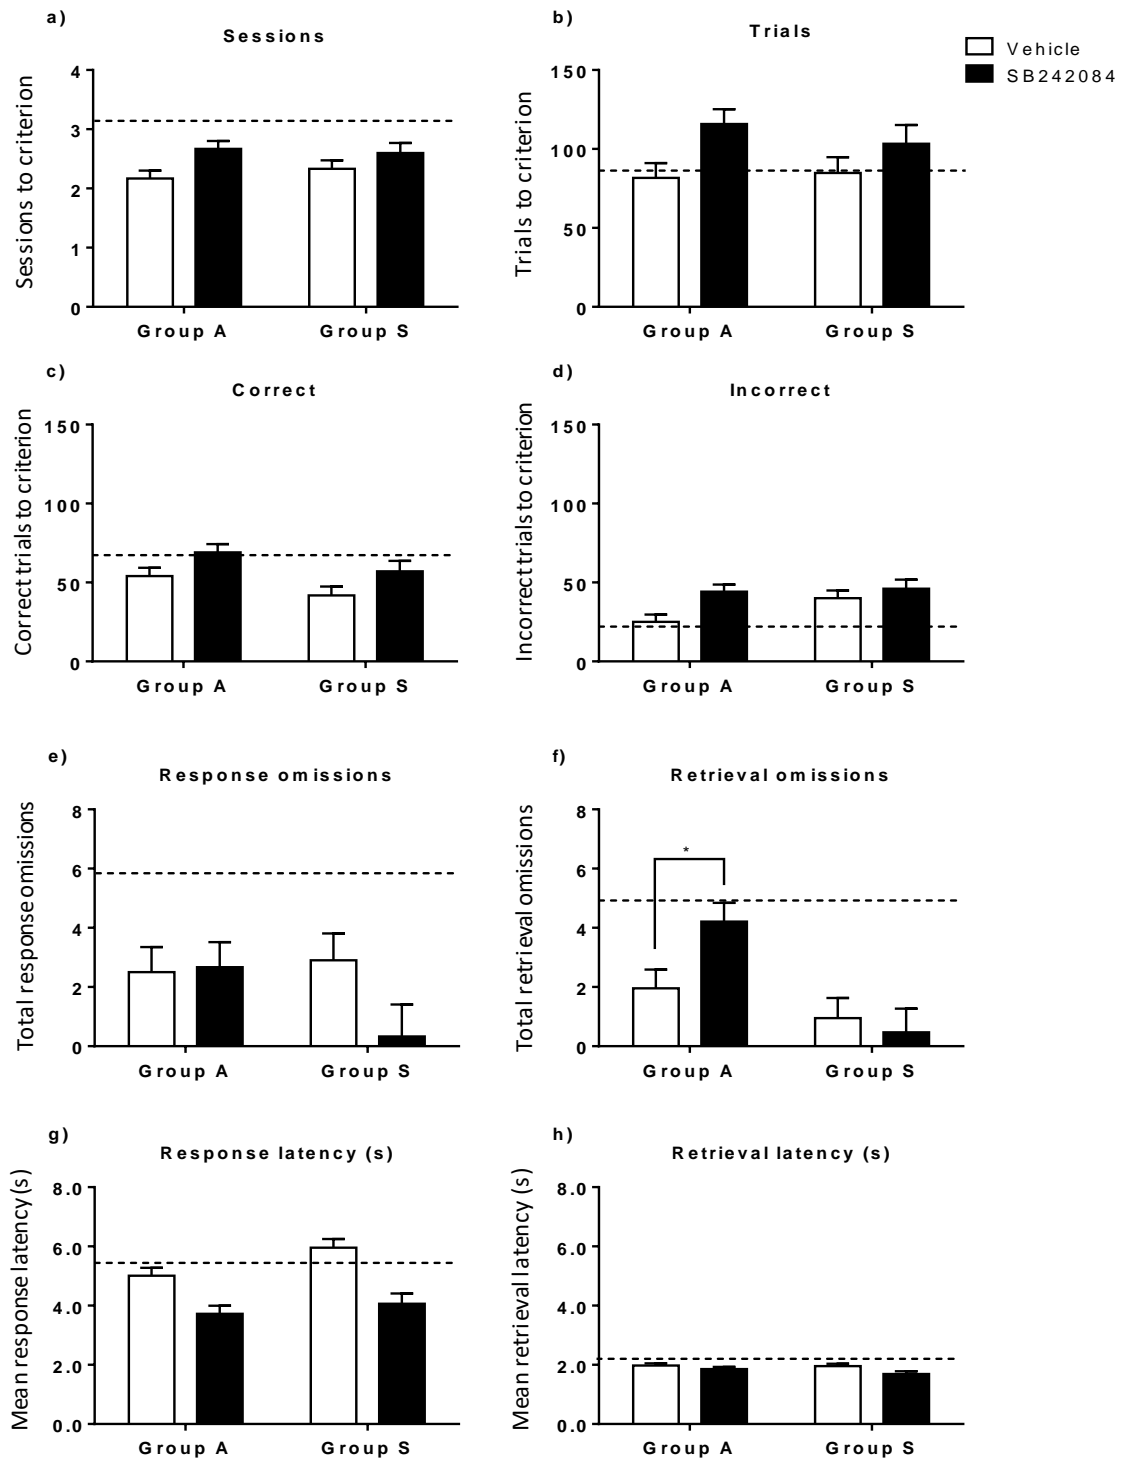 a)
Sessions
Sessions to criterion
4
3
2
1
0
Group A
Group S
b)
Trials
Trials to criterion
150
100
50
0
Group A
Group S
Vehicle
SB242084
c)
Correct
Correct trials to criterion
150
100
50
0
Group A
Group S
d)
Incorrect
Incorrect trials to criterion
150
100
50
0
Group A
Group S
e)
Response omissions
Total response omissions
8
6
4
2
0
Group A
Group S
f)
Retrieval omissions
Total retrieval omissions
8
6
4
2
0
*
Group A
Group S
g)
Response latency (s)
Mean response latency (s)
8.0
6.0
4.0
2.0
0.0
Group A
Group S
h)
Retrieval latency (s)
Mean retrieval latency (s)
8.0
6.0
4.0
2.0
0.0
Group A
Group S